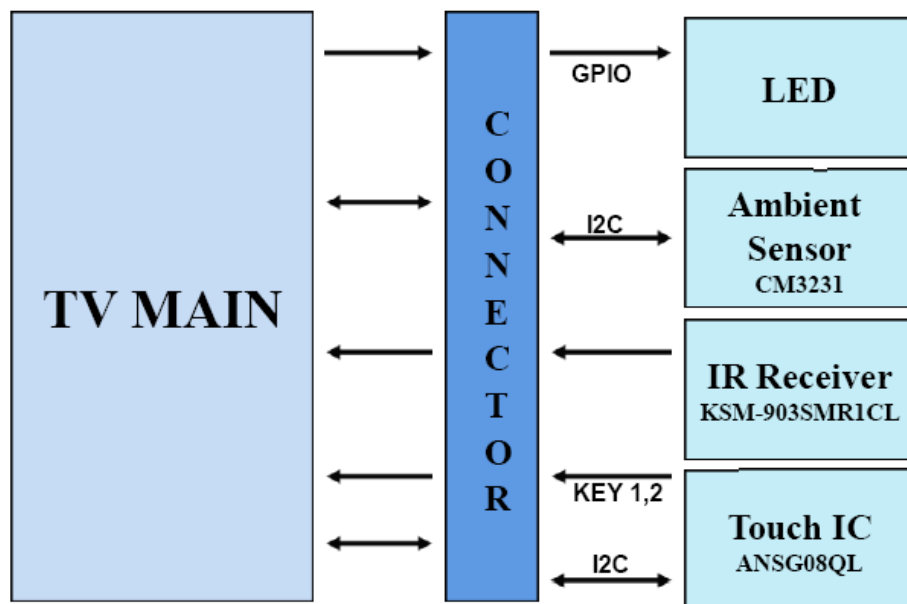 TV MAIN
CONNECTOR
GPIO
LED
I2C
Ambient
Sensor
CM3231
IR Receiver
KSM-903SMR1CL
KEY 1,2
Touch IC
ANSG08QL
I2C